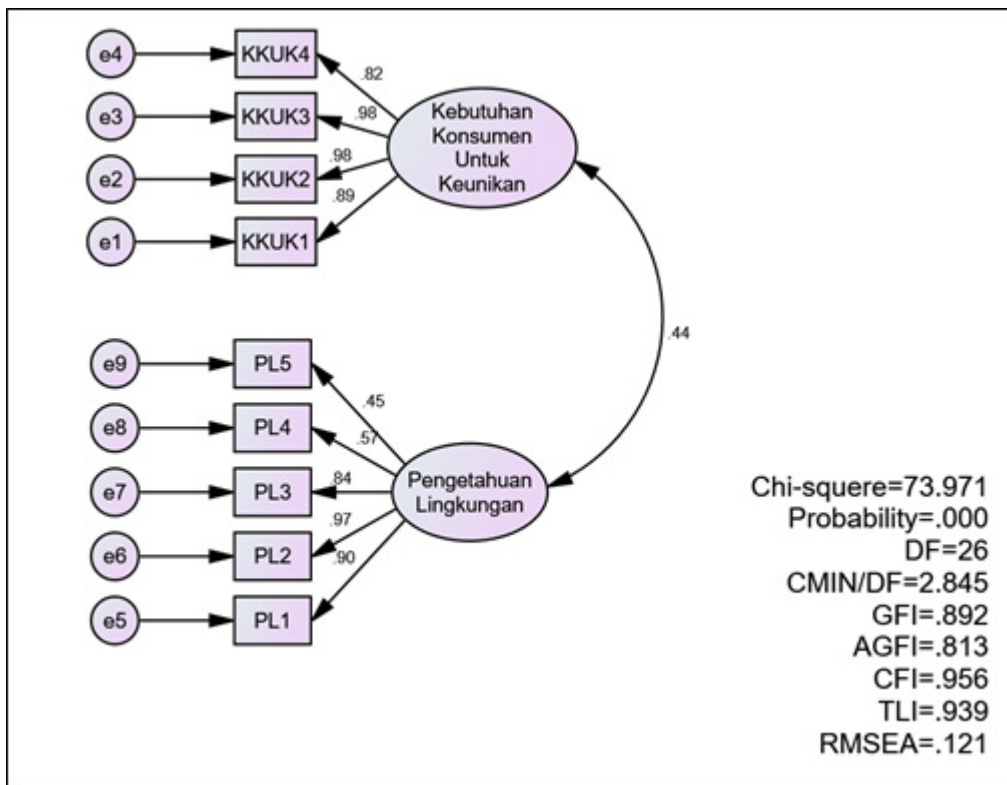 e4
KKUK4
.82
e3
KKUK3
.98
e2
KKUK2
.98
e1
KKUK1
.89
Kebutuhan
Konsumen
Untuk
Keunikan
.44
e9
PL5
.45
e8
PL4
.57
e7
PL3
.84
e6
PL2
.97
e5
PL1
.90
Pengetahuan
Lingkungan
Chi-squere=73.971
Probability=.000
DF=26
CMIN/DF=2.845
GFI=.892
AGFI=.813
CFI=.956
TLI=.939
RMSEA=.121